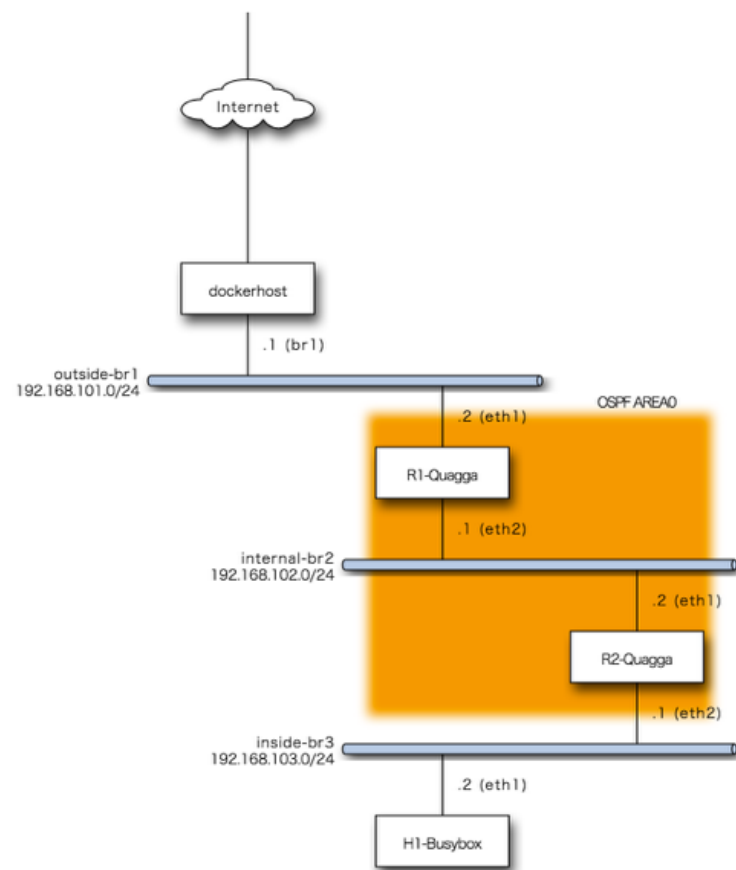 Internet
dockerhost
.1 (br1)
outside-br1
192.168.101.0/24
OSPF AREA0
.2 (eth1)
R1-Quagga
.1 (eth2)
internal-br2
192.168.102.0/24
.2 (eth1)
R2-Quagga
.1 (eth2)
inside-br3
192.168.103.0/24
.2 (eth1)
H1-Busybox